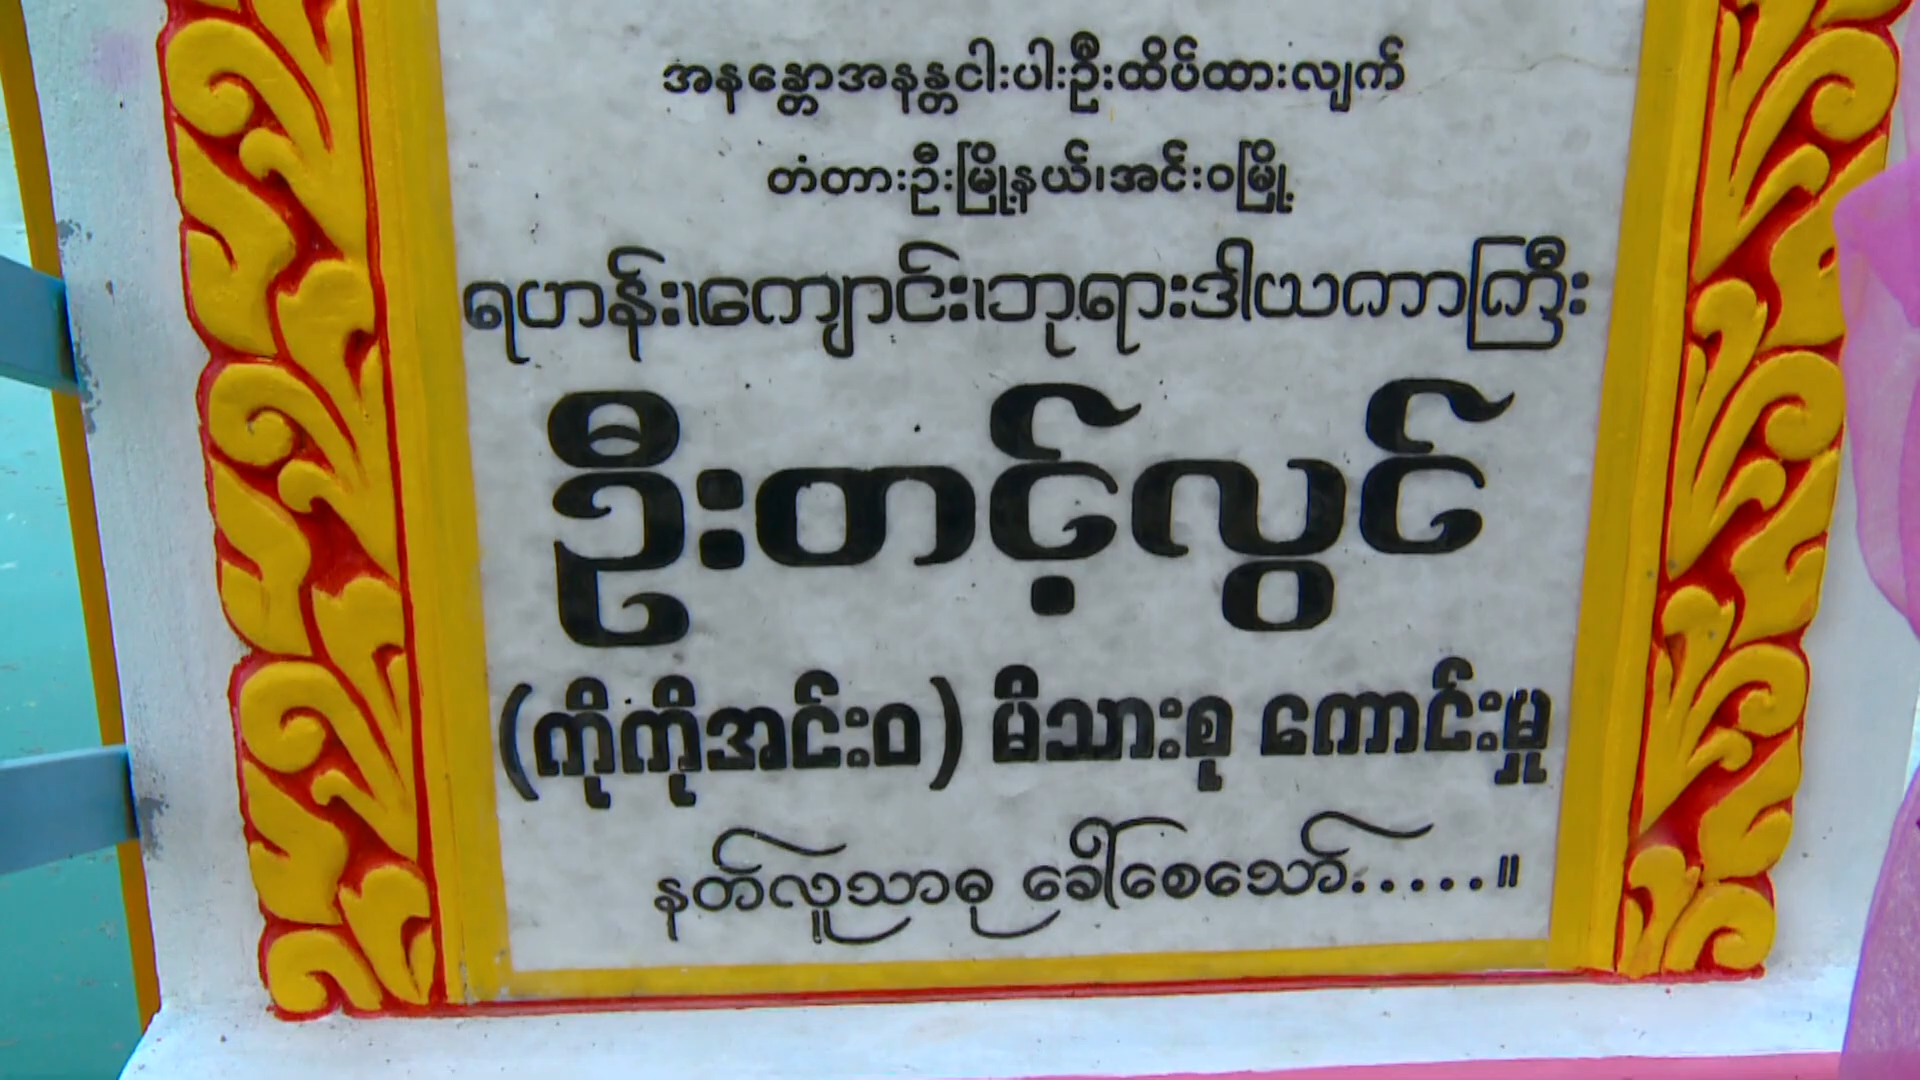 အနန္တောအနန္တငါးပါးဦးထိပ်ထားလျက်
တံတားဦးမြို့နယ်၊အင်းဝမြို့
ရဟန်း၊ကျောင်း၊ဘုရားဒါယကာကြီး
ဦးတင့်လွင်
(ကိုကိုအင်းဝ) မိသားစု ကောင်းမှု
နတ်လူသာဓု ခေါ်စေသော်.....။